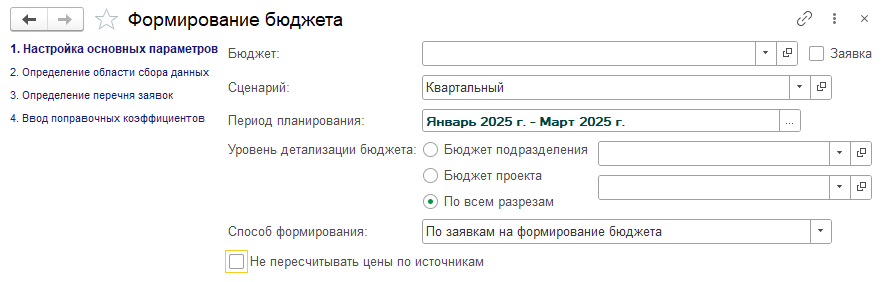 Формирование бюджета
1. Настройка основных параметров
2. Определение области сбора данных
3. Определение перечня заявок
4. Ввод поправочных коэффициентов
Бюджет:
Заявка
Сценарий:
Квартальный
Период планирования:
Январь 2025 г. - Март 2025 г.
...
Уровень детализации бюджета:
Бюджет подразделения
Бюджет проекта
По всем разрезам
Способ формирования:
По заявкам на формирование бюджета
Не пересчитывать цены по источникам